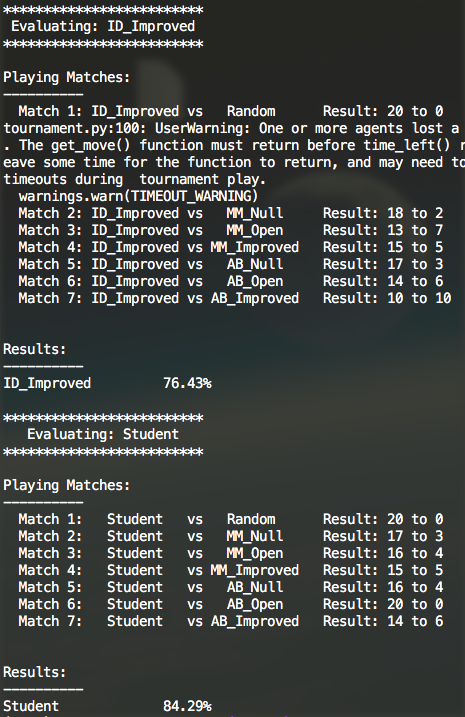 *************************
Evaluating: ID_Improved
*************************
Playing Matches:
----------
Match 1: ID_Improved vs Random Result: 20 to 0
tournament.py:100: UserWarning: One or more agents lost a
. The get_move() function must return before time_left() r
eave some time for the function to return, and may need to
timeouts during tournament play.
warnings.warn(TIMEOUT_WARNING)
Match 2: ID_Improved vs MM_Null Result: 18 to 2
Match 3: ID_Improved vs MM_Open Result: 13 to 7
Match 4: ID_Improved vs MM_Improved Result: 15 to 5
Match 5: ID_Improved vs AB_Null Result: 17 to 3
Match 6: ID_Improved vs AB_Open Result: 14 to 6
Match 7: ID_Improved vs AB_Improved Result: 10 to 10
Results:
----------
ID_Improved 76.43%
*************************
Evaluating: Student
*************************
Playing Matches:
----------
Match 1: Student vs Random Result: 20 to 0
Match 2: Student vs MM_Null Result: 17 to 3
Match 3: Student vs MM_Open Result: 16 to 4
Match 4: Student vs MM_Improved Result: 15 to 5
Match 5: Student vs AB_Null Result: 16 to 4
Match 6: Student vs AB_Open Result: 20 to 0
Match 7: Student vs AB_Improved Result: 14 to 6
Results:
----------
Student 84.29%